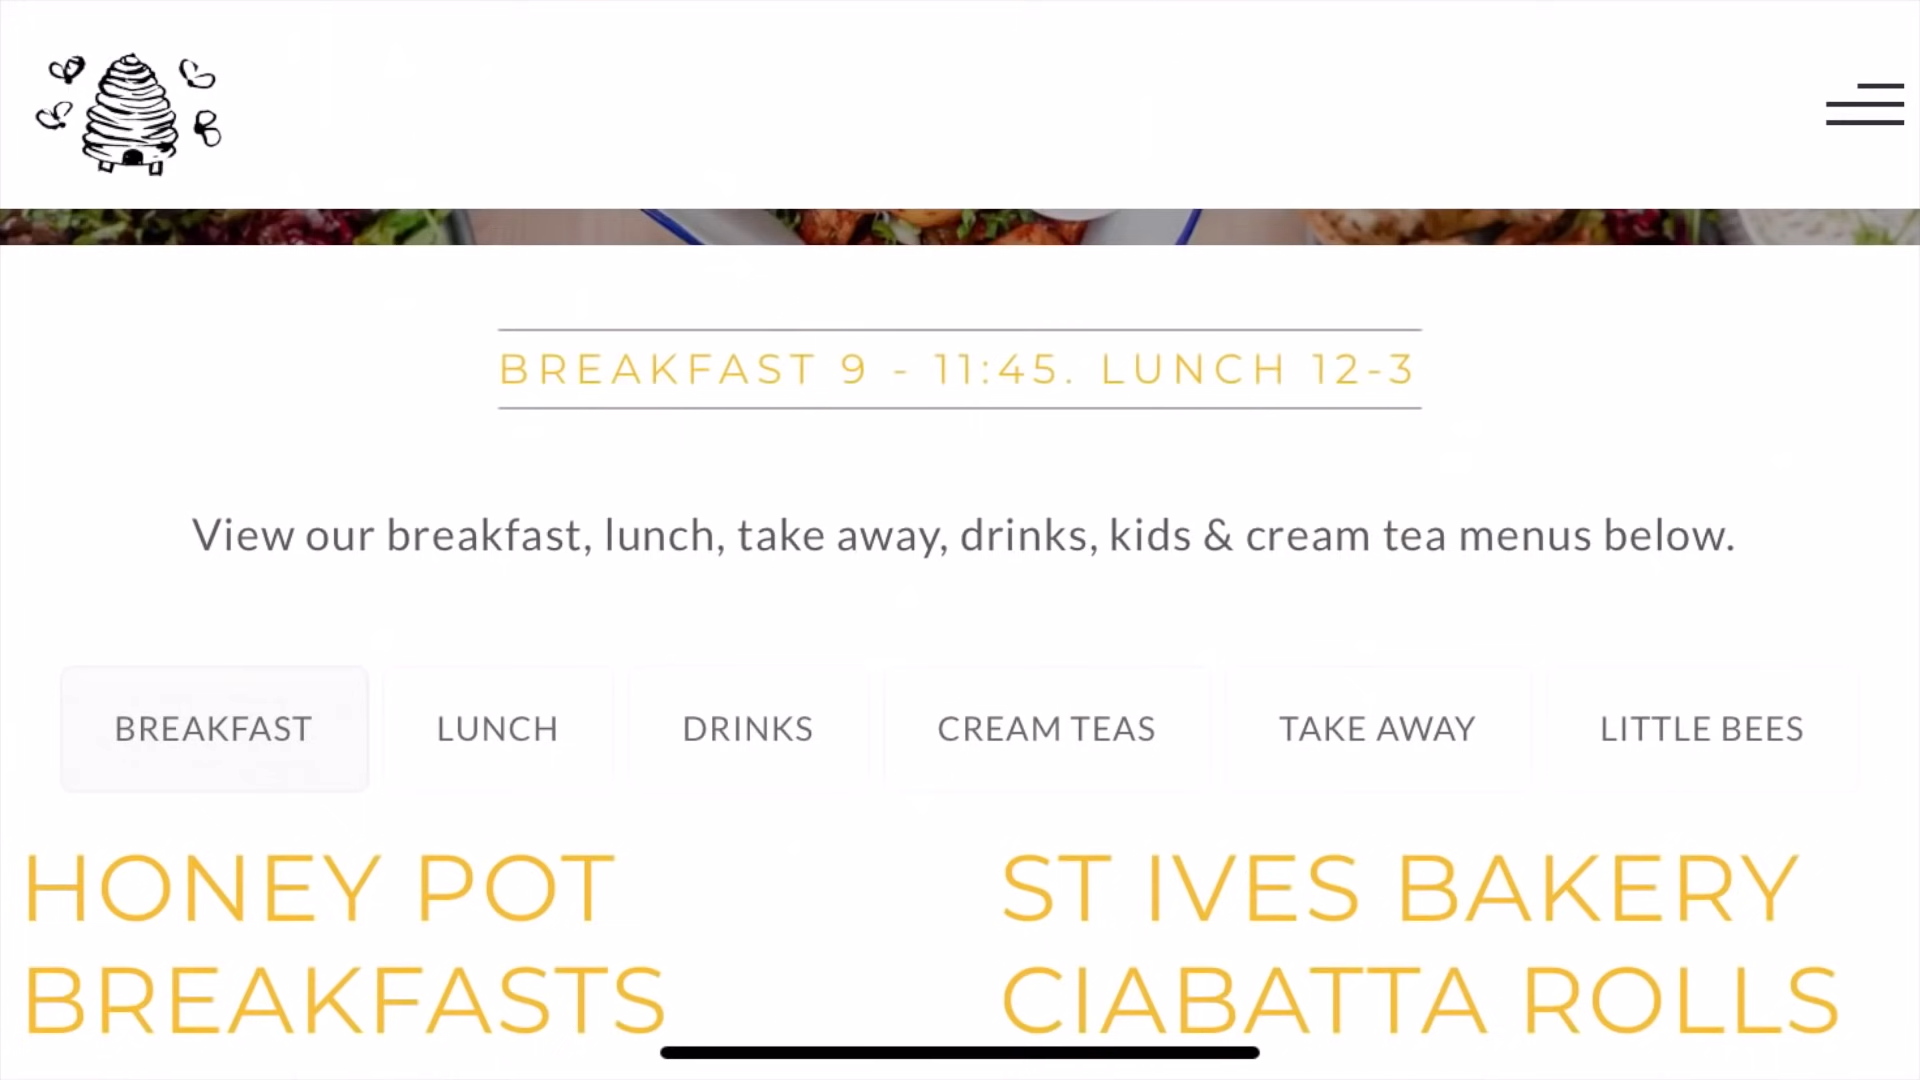 BREAKFAST 9 - 11:45. LUNCH 12-3
View our breakfast, lunch, take away, drinks, kids & cream tea menus below.
BREAKFAST
LUNCH
DRINKS
CREAM TEAS
TAKE AWAY
LITTLE BEES
HONEY POT
BREAKFASTS
ST IVES BAKERY
CIABATTA ROLLS